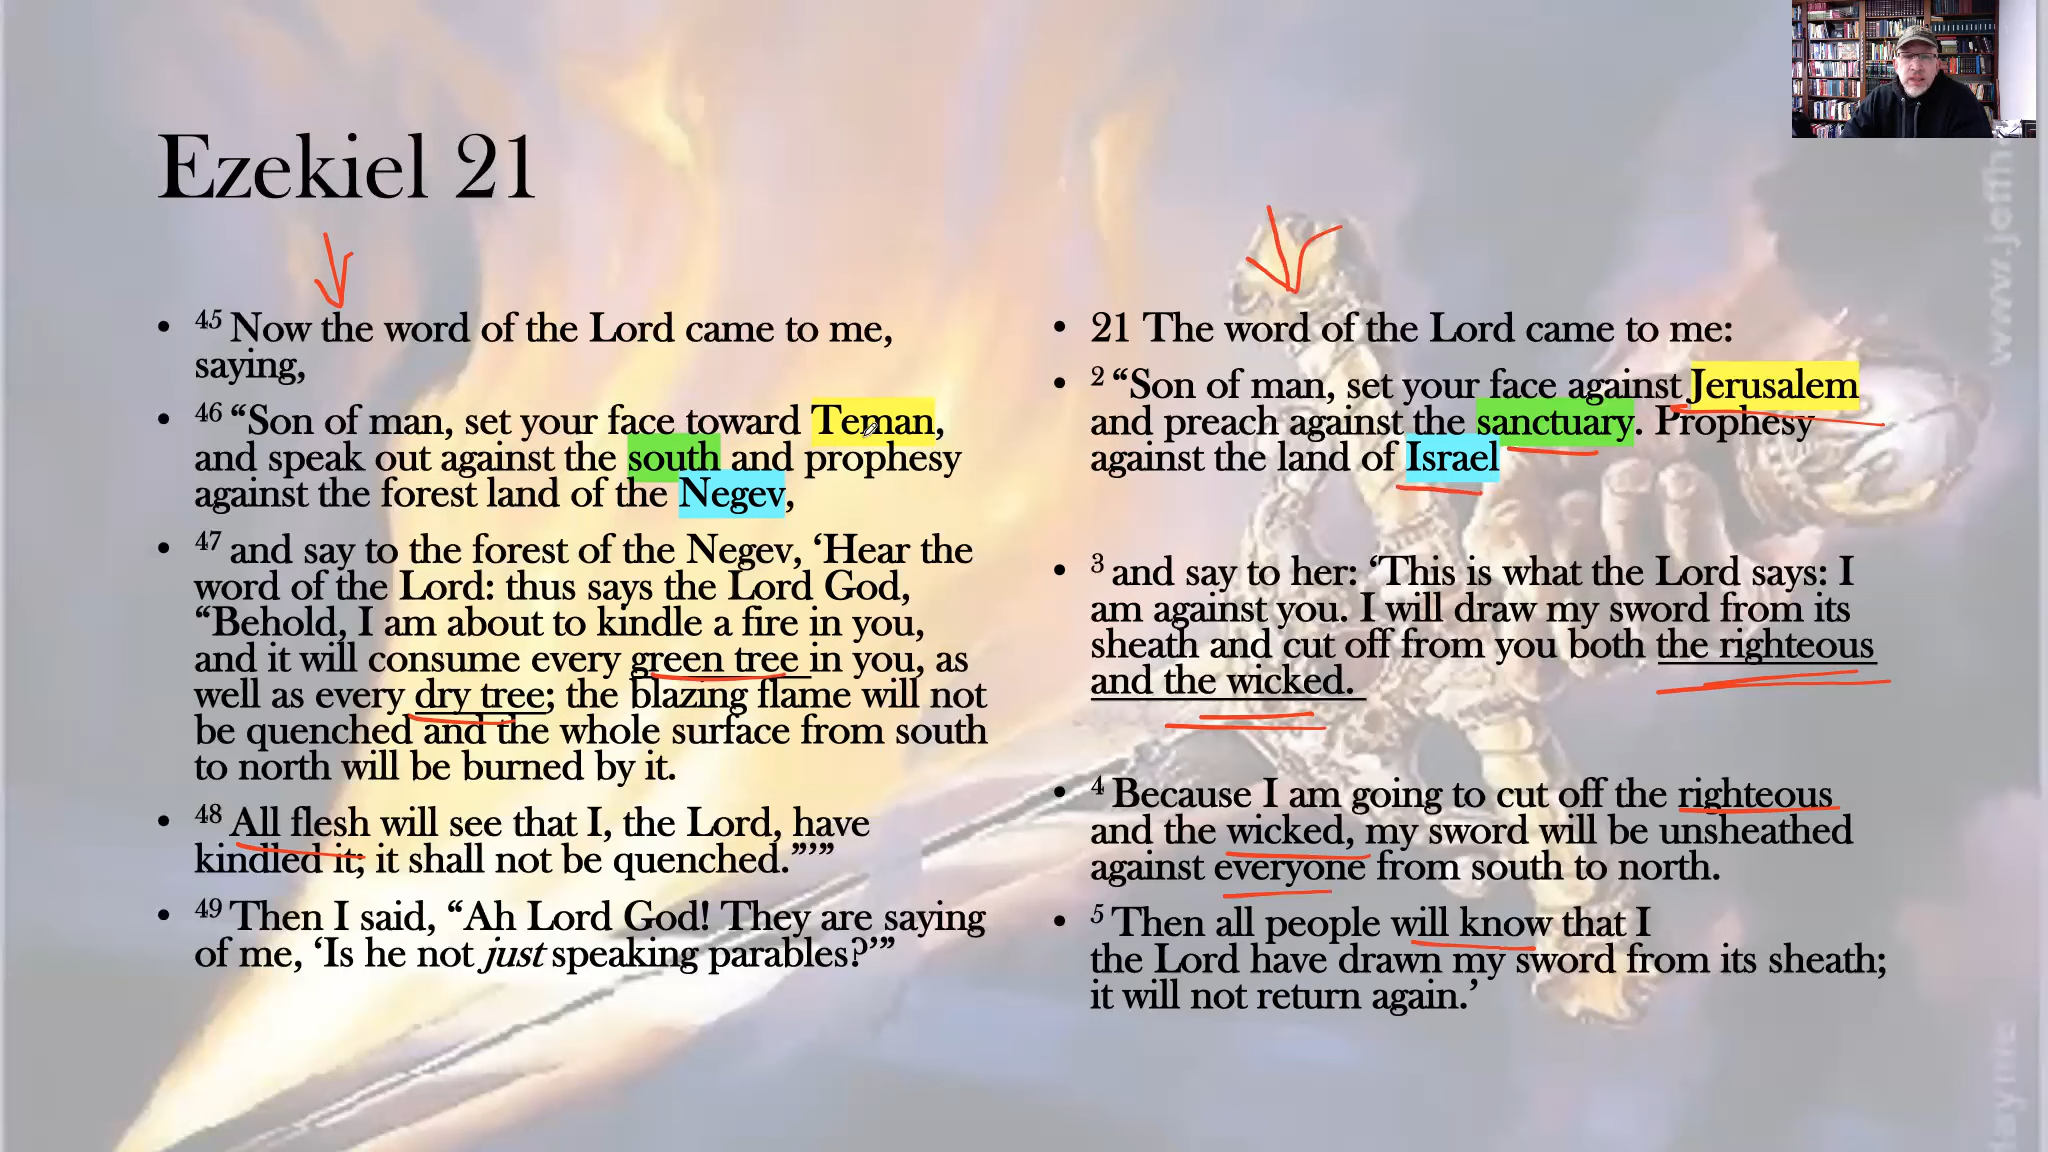 Ezekiel 21
• 45 Now the word of the Lord came to me,
saying,
• 46 “Son of man, set your face toward Teman,
and speak out against the south and prophesy
against the forest land of the Negev,
• 47 and say to the forest of the Negev, ‘Hear the
word of the Lord: thus says the Lord God,
“Behold, I am about to kindle a fire in you,
and it will consume every green tree in you, as
well as every dry tree; the blazing flame will not
be quenched and the whole surface from south
to north will be burned by it.
• 48 All flesh will see that I, the Lord, have
kindled it; it shall not be quenched.”’”
• 49 Then I said, “Ah Lord God! They are saying
of me, ‘Is he not just speaking parables?’”
• 21 The word of the Lord came to me:
• 2 “Son of man, set your face against Jerusalem
and preach against the sanctuary. Prophesy
against the land of Israel
• 3 and say to her: ‘This is what the Lord says: I
am against you. I will draw my sword from its
sheath and cut off from you both the righteous
and the wicked.
• 4 Because I am going to cut off the righteous
and the wicked, my sword will be unsheathed
against everyone from south to north.
• 5 Then all people will know that I
the Lord have drawn my sword from its sheath;
it will not return again.’